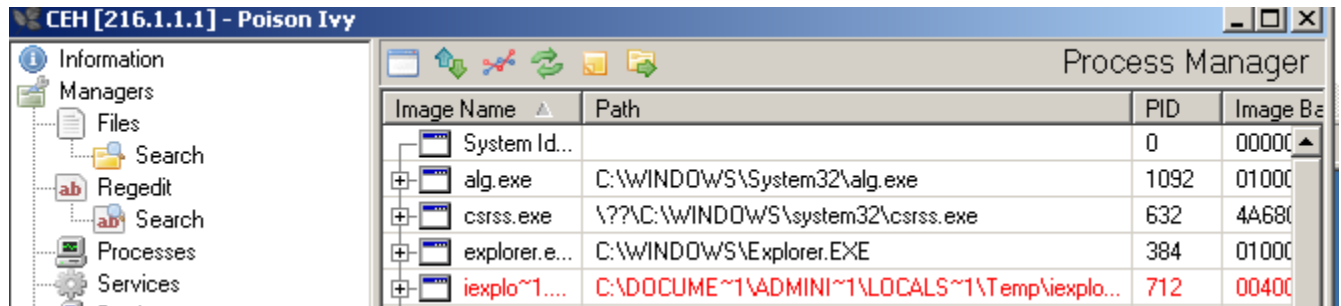 CEH [216.1.1.1] - Poison Ivy
Information
Managers
Files
Search
Regedit
Search
Processes
Services
Process Manager
Image Name Path PID Image Ba
System Id... 0 00000
alg.exe C:\WINDOWS\System32\alg.exe 1092 01000
csrss.exe \??\C:\WINDOWS\system32\csrss.exe 632 4A680
explorer.e... C:\WINDOWS\Explorer.EXE 384 01000
iexplo~1.... C:\DOCUME~1\ADMINI~1\LOCALS~1\Temp\iexplo... 712 00400